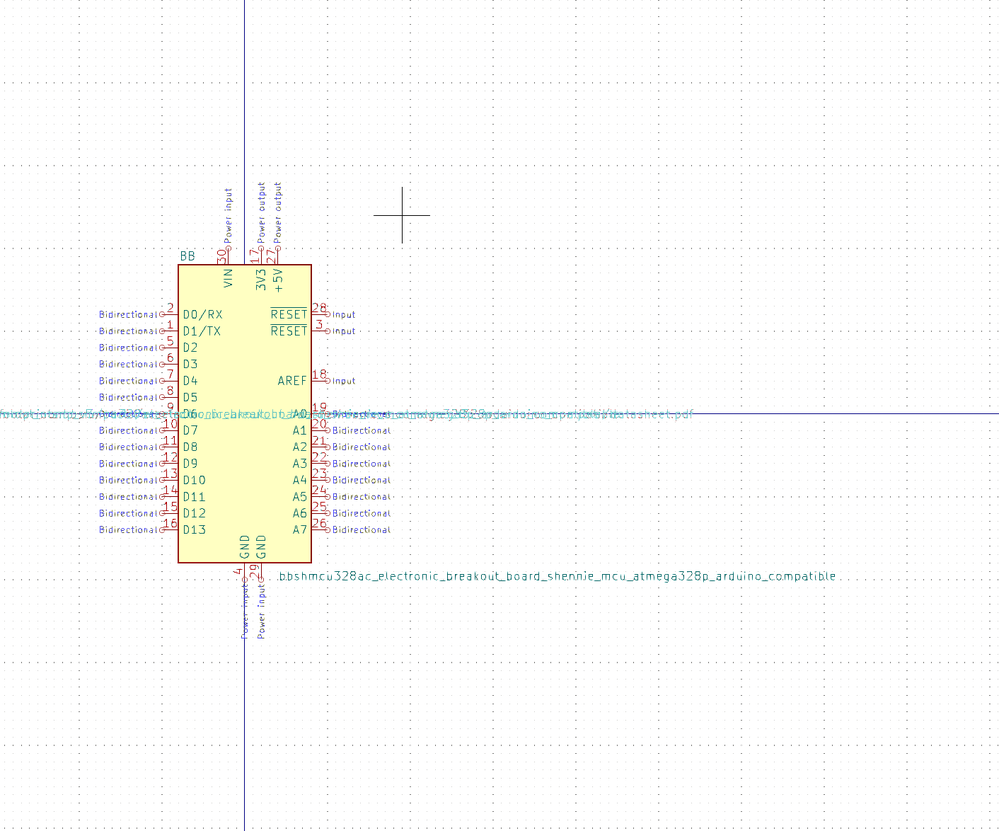 Power input Power output Power output
30 17 27
BB
VIN 3V3 +5V
Bidirectional 2 D0/RX RESET 28 Input
Bidirectional 1 D1/TX RESET 3 Input
Bidirectional 5 D2
Bidirectional 6 D3
Bidirectional 7 D4 AREF 18 Input
Bidirectional 8 D5
9 D6 A0 19 datasheet.pdf
Bidirectional 10 D7 A1 20 Bidirectional
Bidirectional 11 D8 A2 21 Bidirectional
Bidirectional 12 D9 A3 22 Bidirectional
Bidirectional 13 D10 A4 23 Bidirectional
Bidirectional 14 D11 A5 24 Bidirectional
Bidirectional 15 D12 A6 25 Bidirectional
Bidirectional 16 D13 A7 26 Bidirectional
GND GND
4 29
bbshmcu328ac_electronic_breakout_board_shennie_mcu_atmega328p_arduino_compatible
Power input Power input